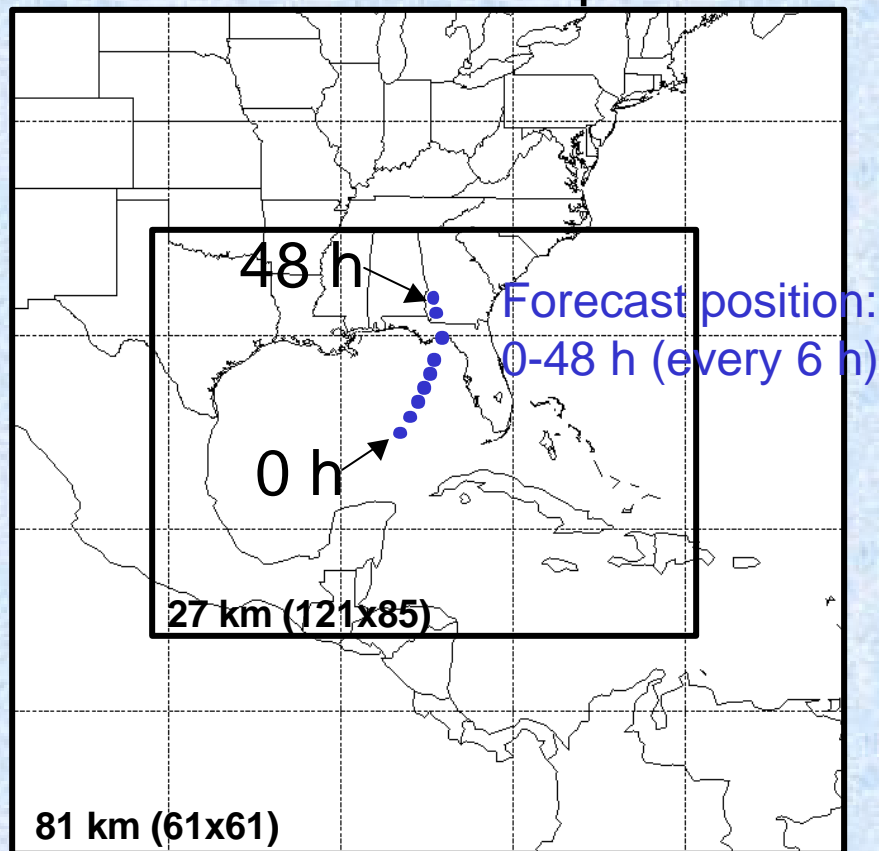 48 h
Forecast position:
0-48 h (every 6 h)
0 h
27 km (121x85)
81 km (61x61)